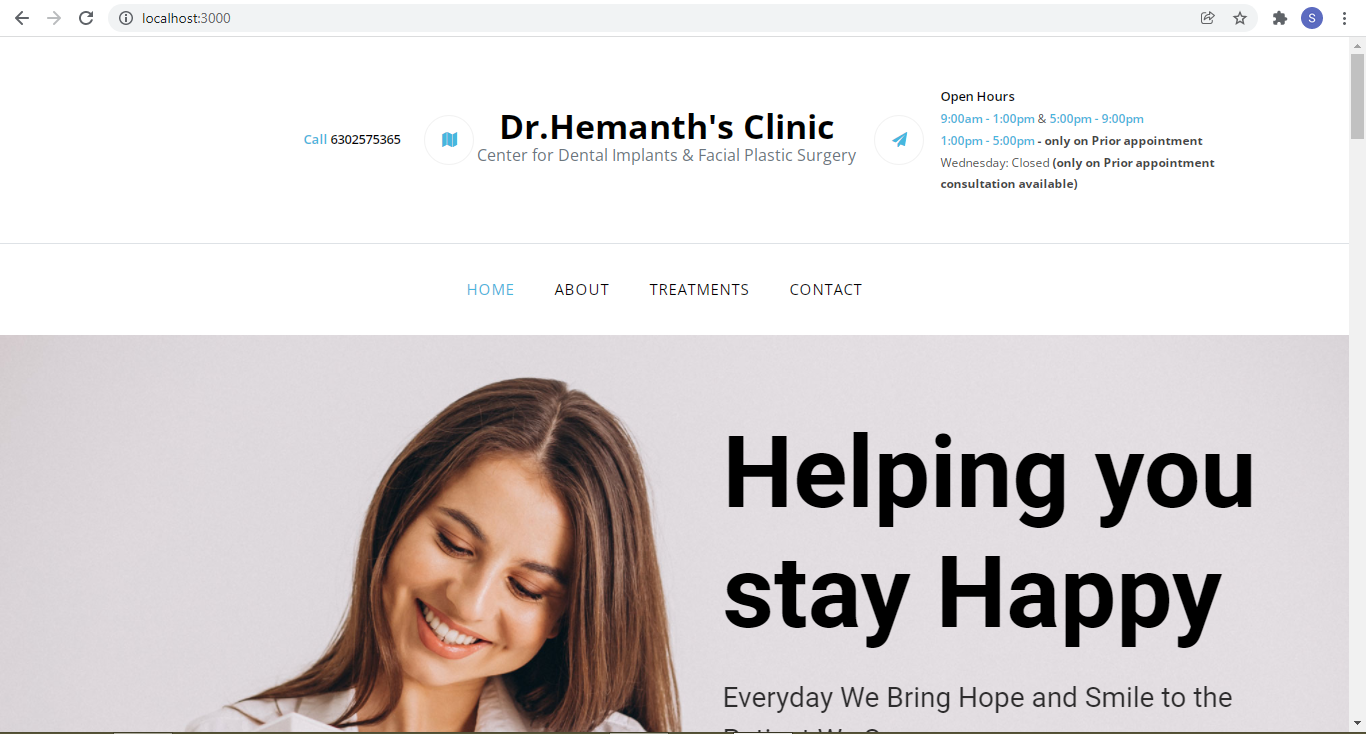 localhost:3000
S
Call 6302575365
Dr.Hemanth's Clinic
Center for Dental Implants & Facial Plastic Surgery
Open Hours
9:00am - 1:00pm & 5:00pm - 9:00pm
1:00pm - 5:00pm - only on Prior appointment
Wednesday: Closed (only on Prior appointment
consultation available)
HOME ABOUT TREATMENTS CONTACT
Helping you
stay Happy
Everyday We Bring Hope and Smile to the